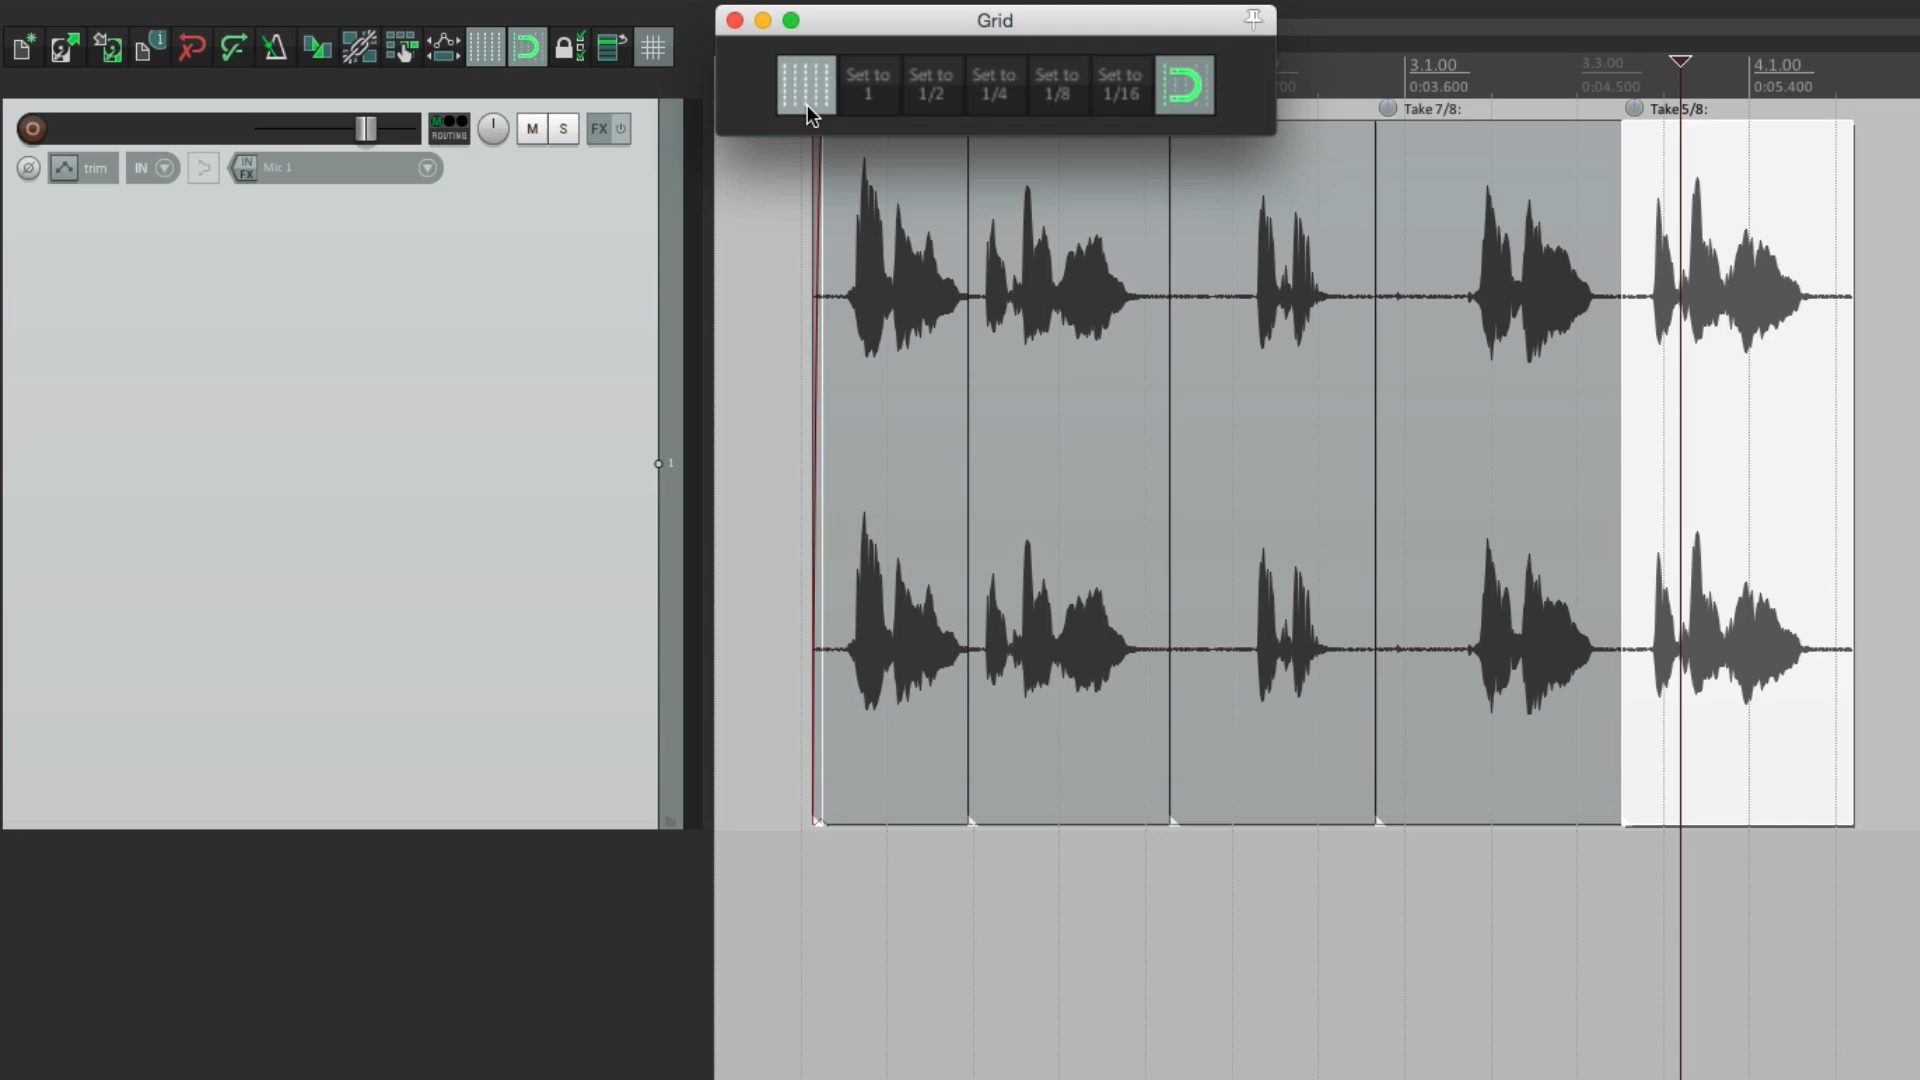 Grid
Set to 1
Set to 1/2
Set to 1/4
Set to 1/8
Set to 1/16
3.1.00
0:03.600
3.3.00
0:04.500
4.1.00
0:05.400
Take 7/8:
Take 5/8:
ROUTING
M
S
FX
trim
IN
IN FX
Mic 1
1